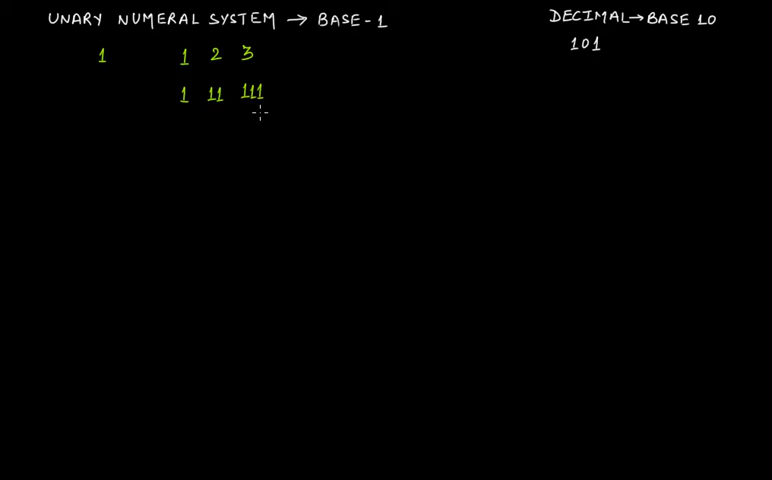 UNARY NUMERAL SYSTEM → BASE-1
1 1 2 3
1 11 111
DECIMAL→BASE 10
101